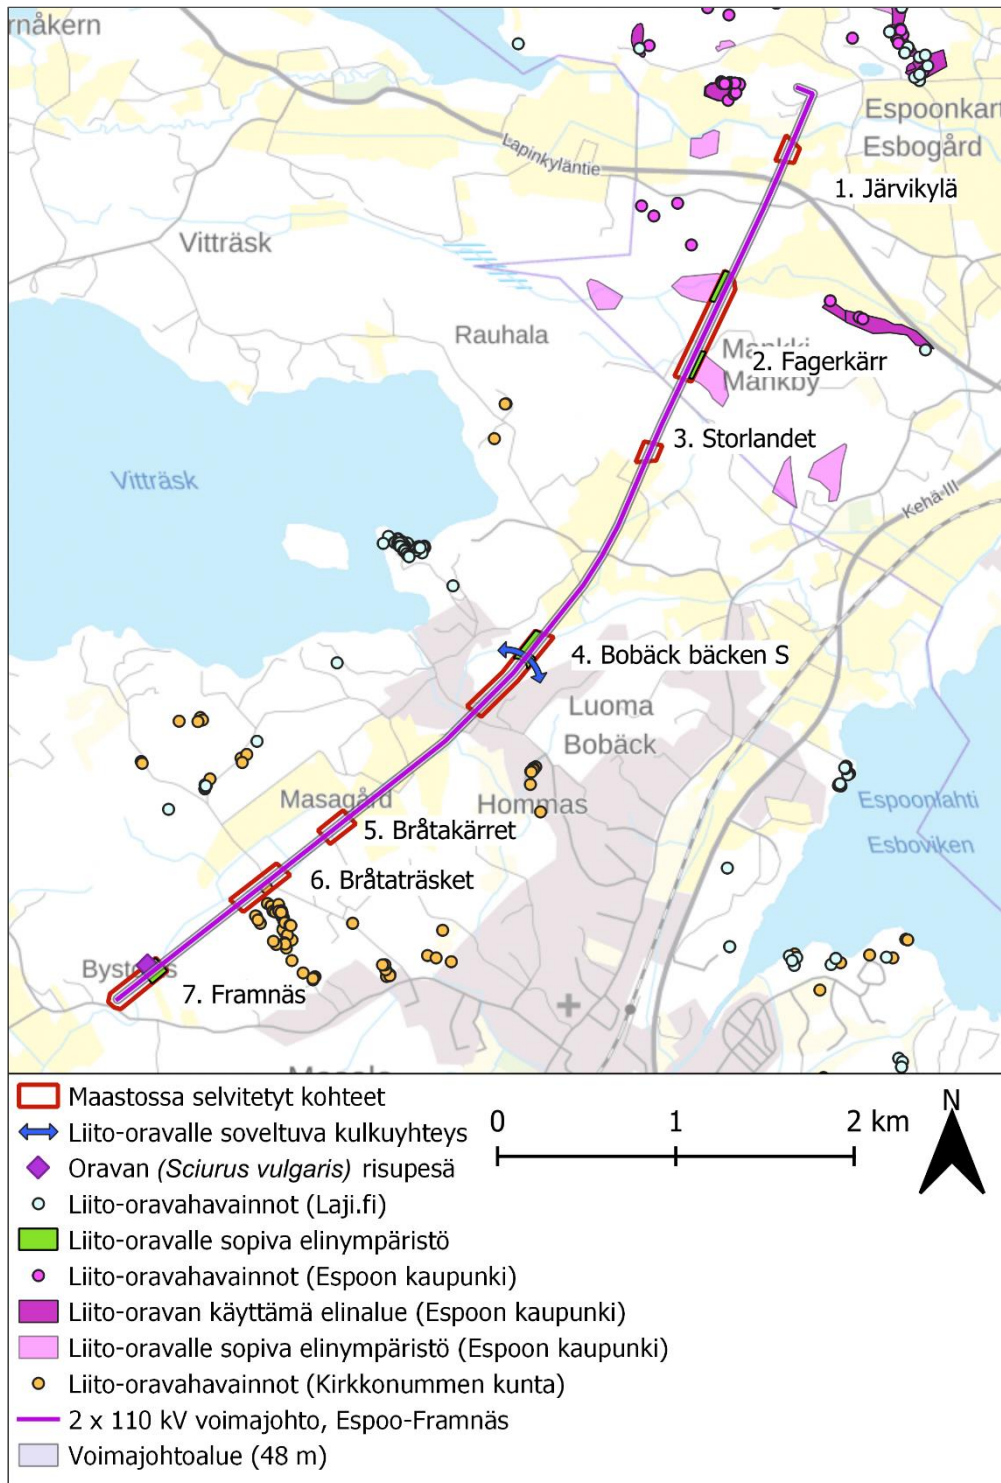 rnåkern
Espoonkart
Esbogård
Lapinkyläntie
1. Järvikylä
Vitträsk
Rauhala
Mankki
2. Fagerkärr
Mankby
3. Storlandet
Vitträsk
Kehä III
4. Bobäck bäcken S
Luoma
Bobäck
Masagård
Hommas
Espoonlahti
Esboviken
5. Bråtakärret
6. Bråtaträsket
7. Framnäs
Maastossa selvitetyt kohteet
Liito-oravalle soveltuva kulkuyhteys
Oravan (Sciurus vulgaris) risupesä
Liito-oravahavainnot (Laji.fi)
Liito-oravalle sopiva elinympäristö
Liito-oravahavainnot (Espoon kaupunki)
Liito-oravan käyttämä elinalue (Espoon kaupunki)
Liito-oravalle sopiva elinympäristö (Espoon kaupunki)
Liito-oravahavainnot (Kirkkonummen kunta)
2 x 110 kV voimajohto, Espoo-Framnäs
Voimajohtoalue (48 m)
0 1 2 km
N